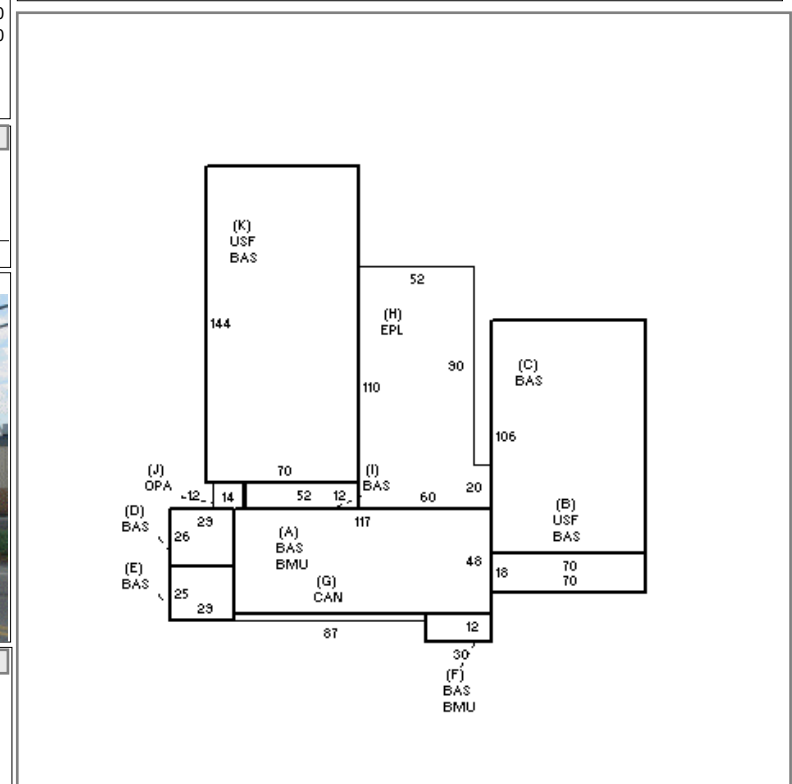 0
0
(K)
USF
BAS
144
52
(H)
EPL
90
110
(C)
BAS
106
70
(J)
OPA
12
14
52
12
(I)
BAS
60
20
(D)
BAS
29
26
117
(A)
BAS
BMU
(B)
USF
BAS
48
18
70
70
(E)
BAS
25
29
(G)
CAN
87
12
30
(F)
BAS
BMU